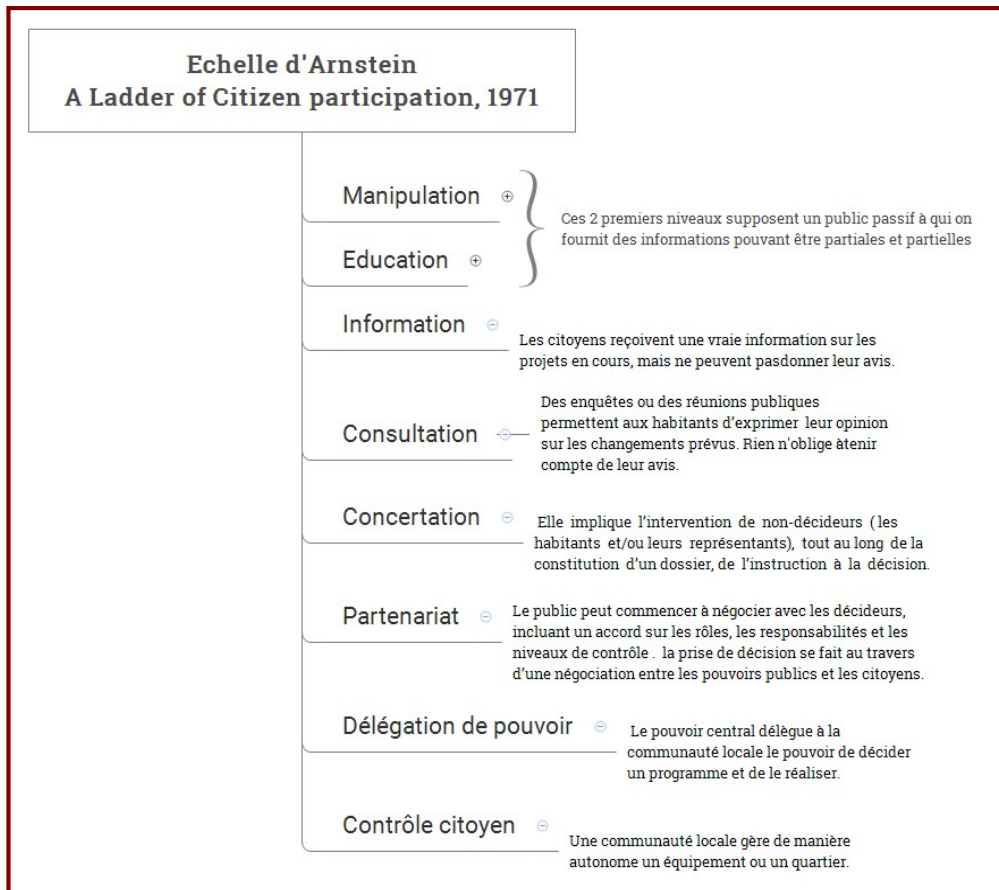 Echelle d'Arnstein
A Ladder of Citizen participation, 1971
Manipulation
Education
Ces 2 premiers niveaux supposent un public passif à qui on
fournit des informations pouvant être partiales et partielles
Information
Les citoyens reçoivent une vraie information sur les
projets en cours, mais ne peuvent pasdonner leur avis.
Consultation
Des enquêtes ou des réunions publiques
permettent aux habitants d'exprimer leur opinion
sur les changements prévus. Rien n'oblige àtenir
compte de leur avis.
Concertation
Elle implique l'intervention de non-décideurs ( les
habitants et/ou leurs représentants), tout au long de la
constitution d'un dossier, de l'instruction à la décision.
Partenariat
Le public peut commencer à négocier avec les décideurs,
incluant un accord sur les rôles, les responsabilités et les
niveaux de contrôle . la prise de décision se fait au travers
d'une négociation entre les pouvoirs publics et les citoyens.
Délégation de pouvoir
Le pouvoir central délègue à la
communauté locale le pouvoir de décider
un programme et de le réaliser.
Contrôle citoyen
Une communauté locale gère de manière
autonome un équipement ou un quartier.